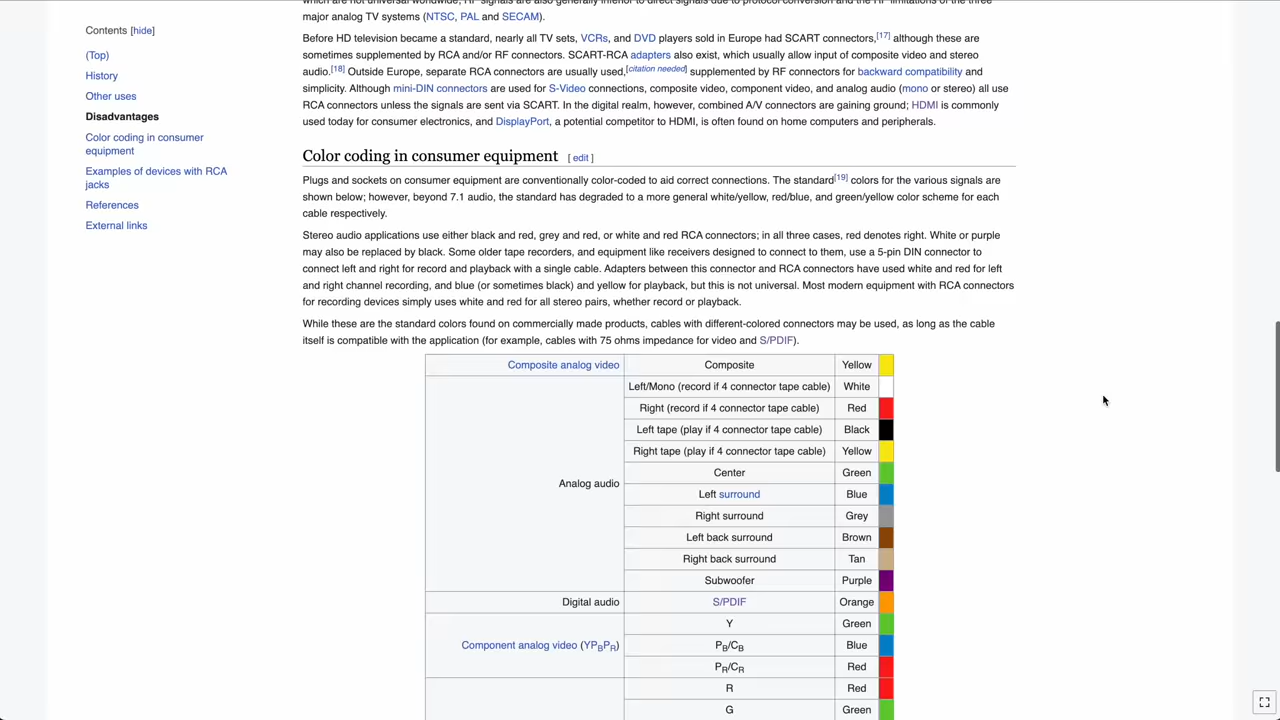 Contents [hide]
(Top)
History
Other uses
Disadvantages
Color coding in consumer
equipment
Examples of devices with RCA
jacks
References
External links
major analog TV systems (NTSC, PAL and SECAM).
Before HD television became a standard, nearly all TV sets, VCRs, and DVD players sold in Europe had SCART connectors,[17] although these are
sometimes supplemented by RCA and/or RF connectors. SCART-RCA adapters also exist, which usually allow input of composite video and stereo
audio.[18] Outside Europe, separate RCA connectors are usually used,[citation needed] supplemented by RF connectors for backward compatibility and
simplicity. Although mini-DIN connectors are used for S-Video connections, composite video, component video, and analog audio (mono or stereo) all use
RCA connectors unless the signals are sent via SCART. In the digital realm, however, combined A/V connectors are gaining ground; HDMI is commonly
used today for consumer electronics, and DisplayPort, a potential competitor to HDMI, is often found on home computers and peripherals.
Color coding in consumer equipment [ edit ]
Plugs and sockets on consumer equipment are conventionally color-coded to aid correct connections. The standard[19] colors for the various signals are
shown below; however, beyond 7.1 audio, the standard has degraded to a more general white/yellow, red/blue, and green/yellow color scheme for each
cable respectively.
Stereo audio applications use either black and red, grey and red, or white and red RCA connectors; in all three cases, red denotes right. White or purple
may also be replaced by black. Some older tape recorders, and equipment like receivers designed to connect to them, use a 5-pin DIN connector to
connect left and right for record and playback with a single cable. Adapters between this connector and RCA connectors have used white and red for left
and right channel recording, and blue (or sometimes black) and yellow for playback, but this is not universal. Most modern equipment with RCA connectors
for recording devices simply uses white and red for all stereo pairs, whether record or playback.
While these are the standard colors found on commercially made products, cables with different-colored connectors may be used, as long as the cable
itself is compatible with the application (for example, cables with 75 ohms impedance for video and S/PDIF).
Composite analog video Composite Yellow
Left/Mono (record if 4 connector tape cable) White
Right (record if 4 connector tape cable) Red
Left tape (play if 4 connector tape cable) Black
Right tape (play if 4 connector tape cable) Yellow
Center Green
Analog audio Left surround Blue
Right surround Grey
Left back surround Brown
Right back surround Tan
Subwoofer Purple
Digital audio S/PDIF Orange
Y Green
Component analog video (YPBPR) PB/CB Blue
PR/CR Red
R Red
G Green